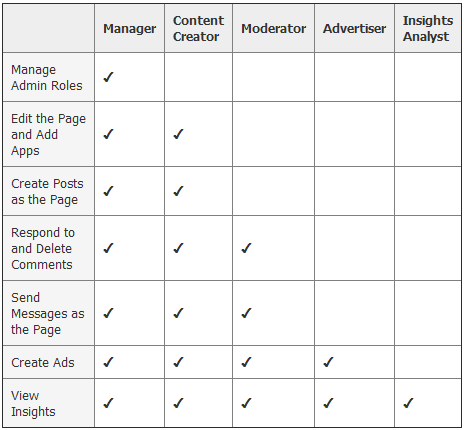 Manager Content Creator Moderator Advertiser Insights Analyst
Manage
Admin Roles ✓
Edit the Page
and Add
Apps ✓ ✓
Create Posts
as the Page ✓ ✓
Respond to
and Delete
Comments ✓ ✓ ✓
Send
Messages as
the Page ✓ ✓ ✓
Create Ads ✓ ✓ ✓ ✓
View
Insights ✓ ✓ ✓ ✓ ✓